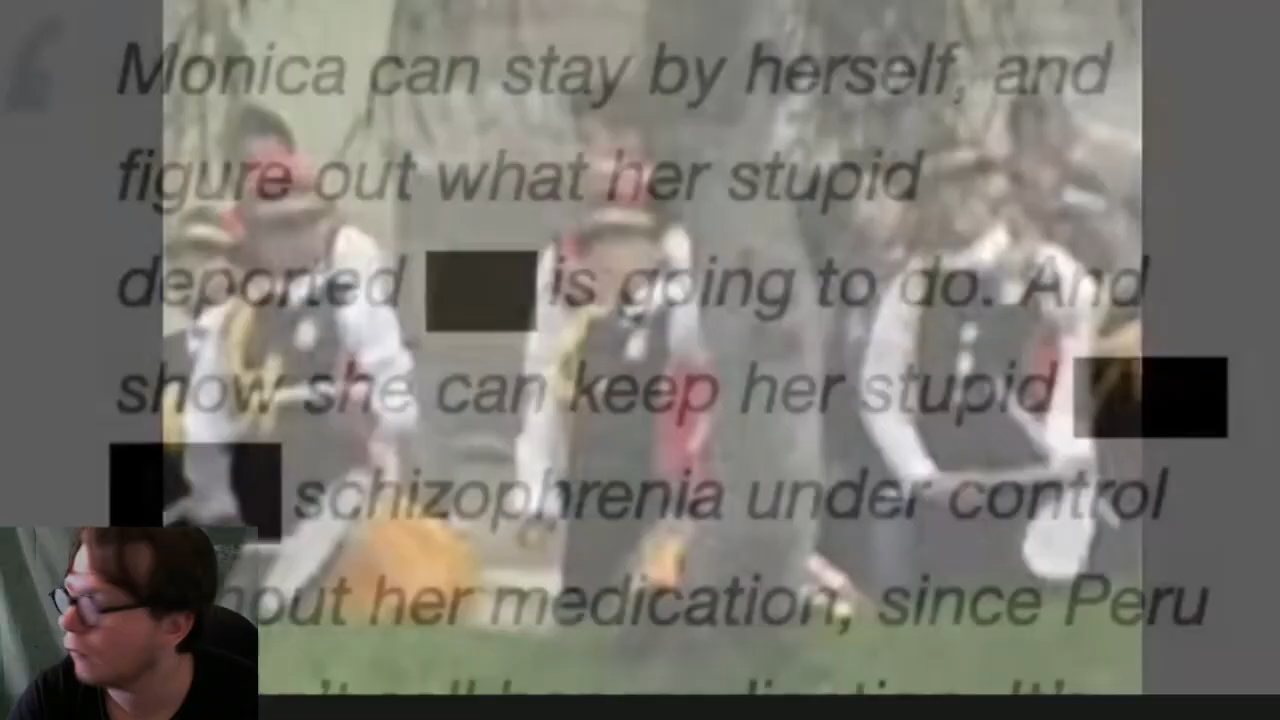 Monica can stay by herself, and
figure out what her stupid
deported is going to do. And
show she can keep her stupid
schizophrenia under control
her medication, since Peru